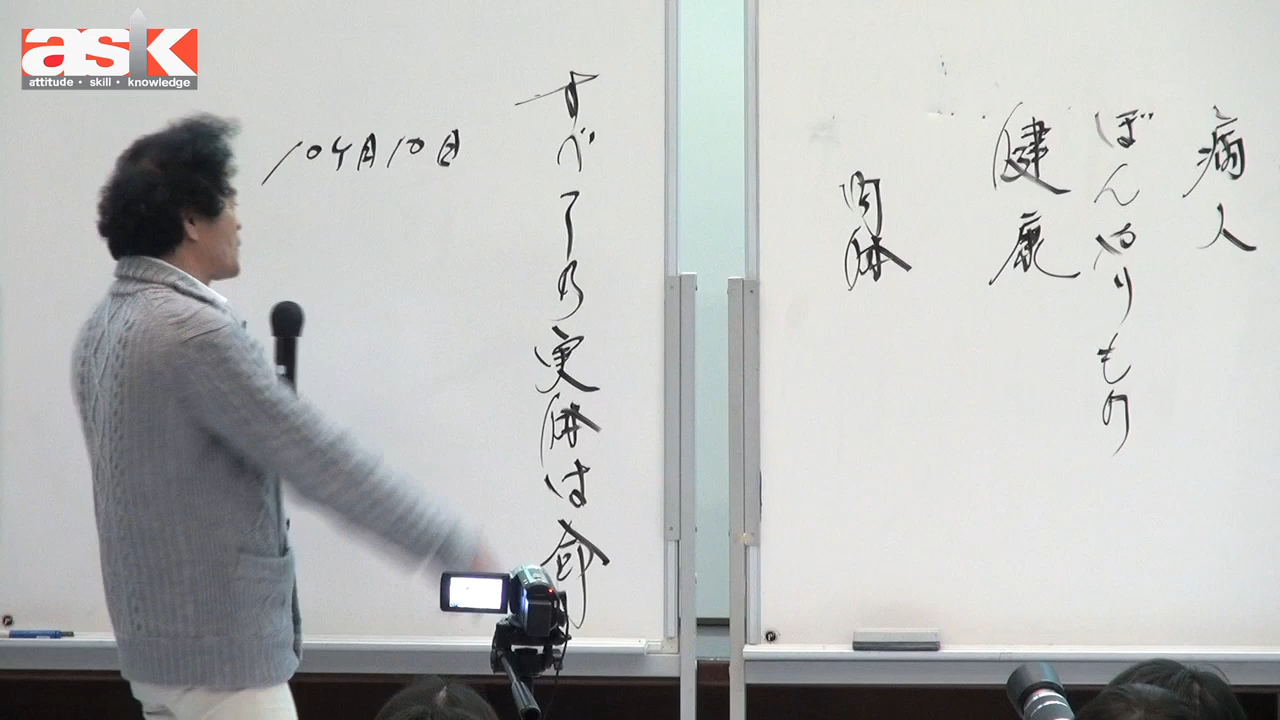 ask
attitude・skill・knowledge
病人
ぼんやりもの
健康
肉体
すべての実体は命
10ケ月10日